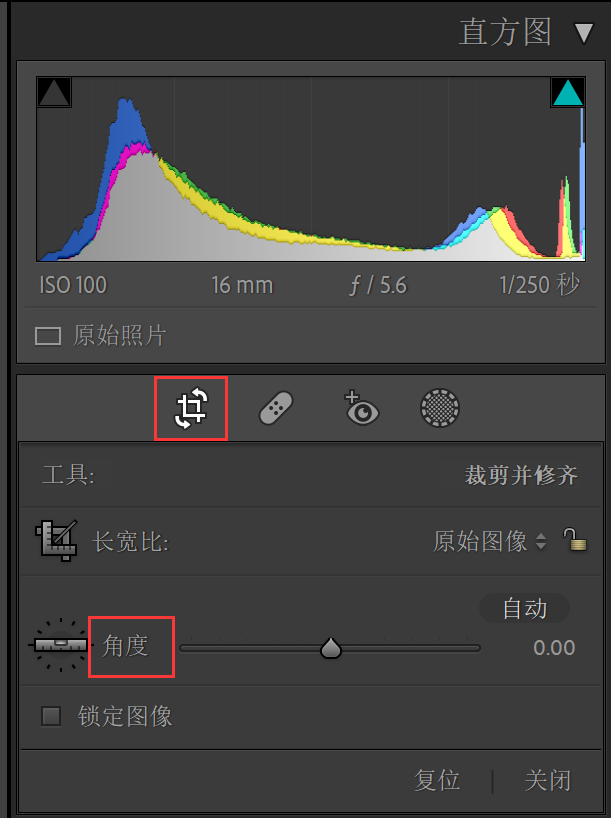 直方图
ISO 100 16 mm ƒ / 5.6 1/250 秒
原始照片
工具: 裁剪并修齐
长宽比: 原始图像
自动
角度 0.00
锁定图像
复位 | 关闭